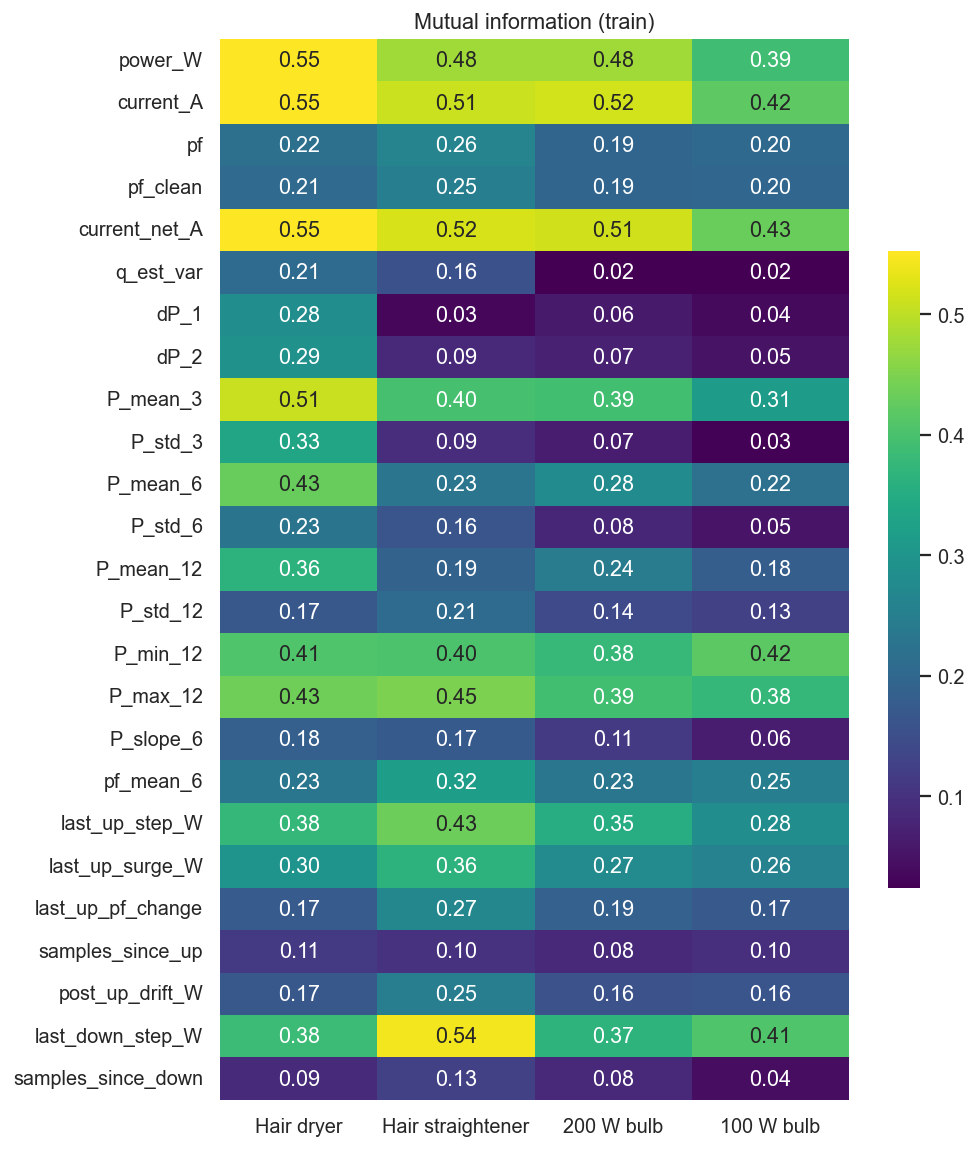 Mutual information (train)
power_W 0.55 0.48 0.48 0.39
current_A 0.55 0.51 0.52 0.42
pf 0.22 0.26 0.19 0.20
pf_clean 0.21 0.25 0.19 0.20
current_net_A 0.55 0.52 0.51 0.43
q_est_var 0.21 0.16 0.02 0.02
dP_1 0.28 0.03 0.06 0.04
dP_2 0.29 0.09 0.07 0.05
P_mean_3 0.51 0.40 0.39 0.31
P_std_3 0.33 0.09 0.07 0.03
P_mean_6 0.43 0.23 0.28 0.22
P_std_6 0.23 0.16 0.08 0.05
P_mean_12 0.36 0.19 0.24 0.18
P_std_12 0.17 0.21 0.14 0.13
P_min_12 0.41 0.40 0.38 0.42
P_max_12 0.43 0.45 0.39 0.38
P_slope_6 0.18 0.17 0.11 0.06
pf_mean_6 0.23 0.32 0.23 0.25
last_up_step_W 0.38 0.43 0.35 0.28
last_up_surge_W 0.30 0.36 0.27 0.26
last_up_pf_change 0.17 0.27 0.19 0.17
samples_since_up 0.11 0.10 0.08 0.10
post_up_drift_W 0.17 0.25 0.16 0.16
last_down_step_W 0.38 0.54 0.37 0.41
samples_since_down 0.09 0.13 0.08 0.04
Hair dryer Hair straightener 200 W bulb 100 W bulb
0.5
0.4
0.3
0.2
0.1